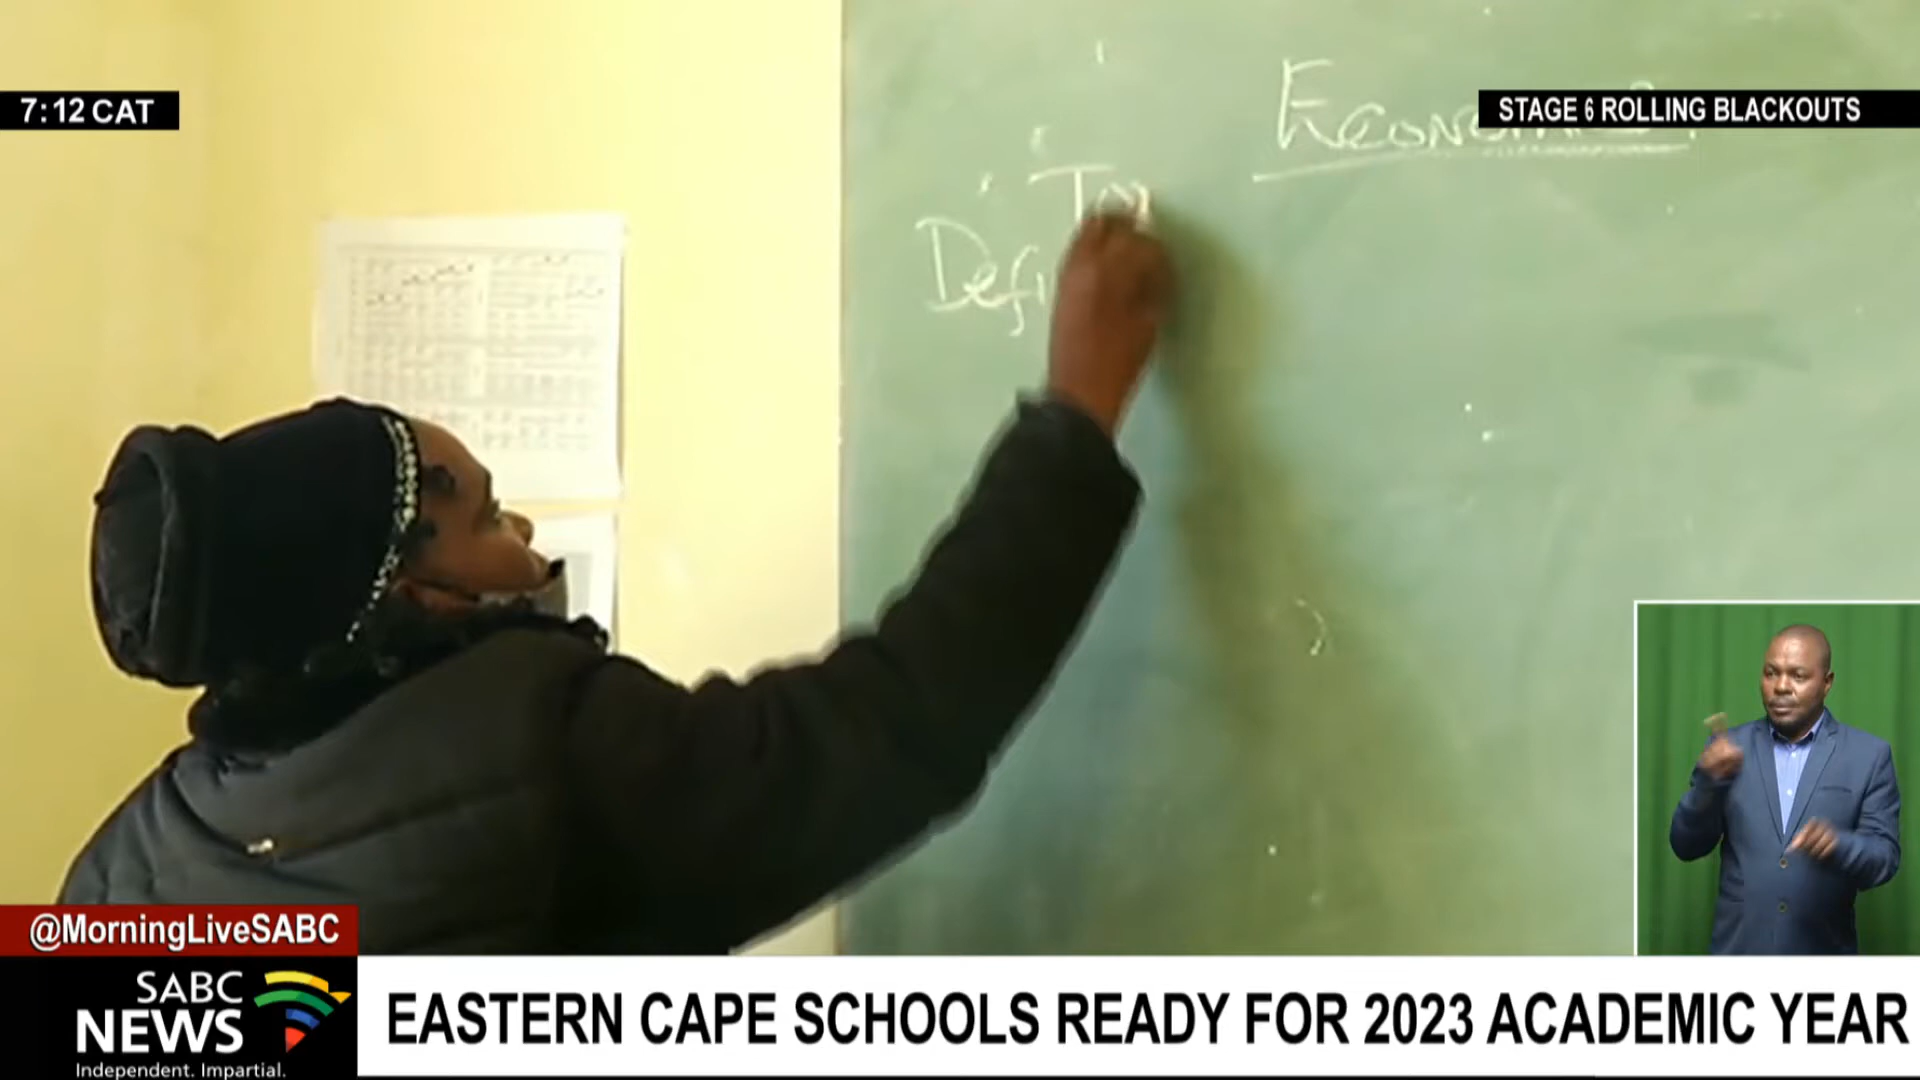 7:12 CAT
STAGE 6 ROLLING BLACKOUTS
@MorningLiveSABC
SABC
NEWS
Independent. Impartial.
EASTERN CAPE SCHOOLS READY FOR 2023 ACADEMIC YEAR